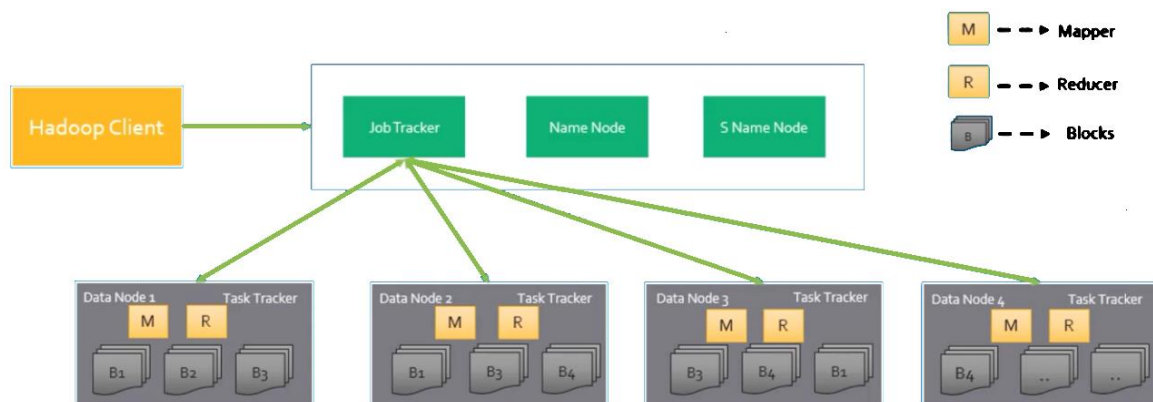 M Mapper
R Reducer
B Blocks
Hadoop Client
Job Tracker
Name Node
S Name Node
Data Node 1 Task Tracker
M R
B1 B2 B3
Data Node 2 Task Tracker
M R
B1 B3 B4
Data Node 3 Task Tracker
M R
B3 B4 B1
Data Node 4 Task Tracker
M R
B4 .. ..